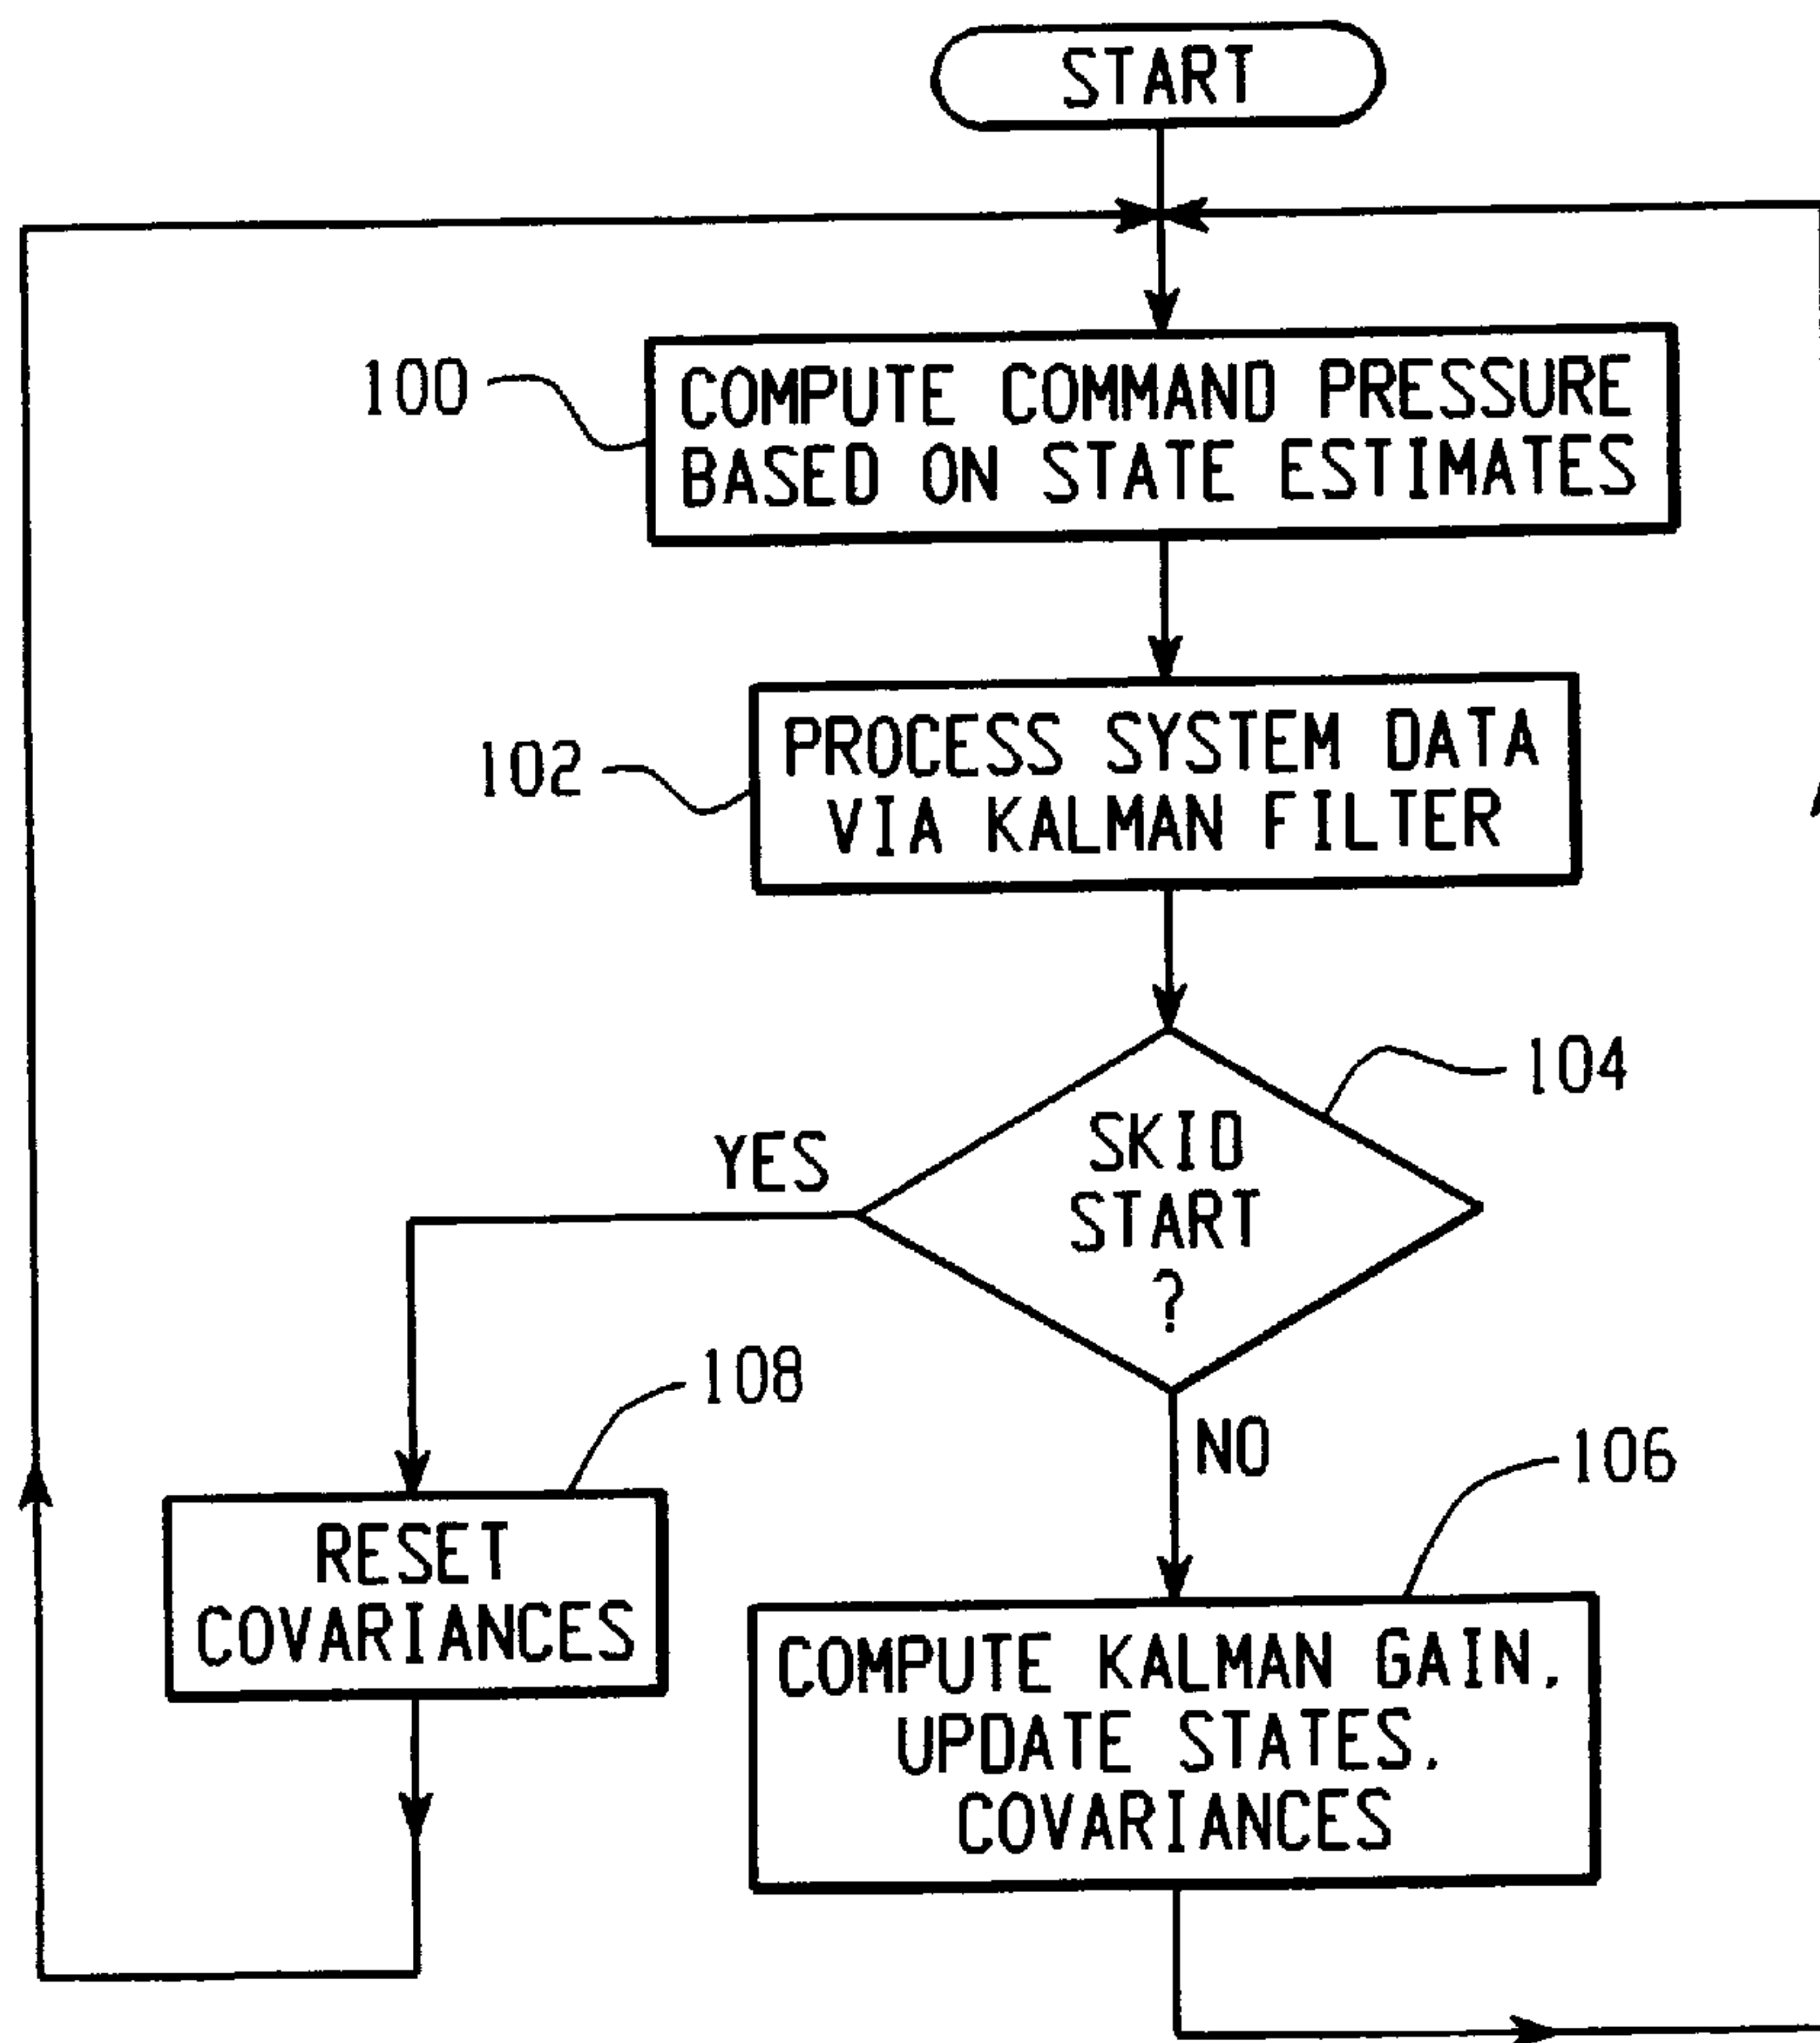 START
100
COMPUTE COMMAND PRESSURE
BASED ON STATE ESTIMATES
102
PROCESS SYSTEM DATA
VIA KALMAN FILTER
104
SKID
START
?
YES
NO
108
RESET
COVARIANCES
106
COMPUTE KALMAN GAIN,
UPDATE STATES,
COVARIANCES